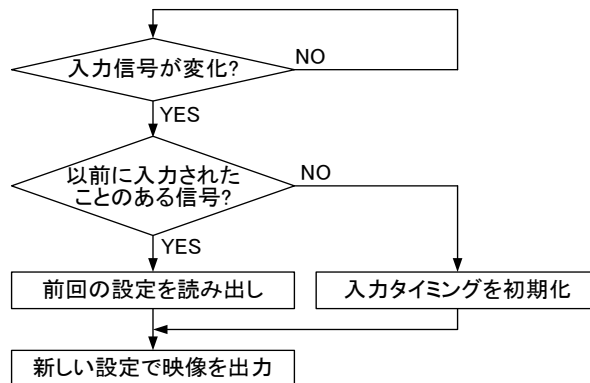 入力信号が変化?
NO
YES
以前に入力された
ことのある信号?
NO
YES
前回の設定を読み出し
入力タイミングを初期化
新しい設定で映像を出力